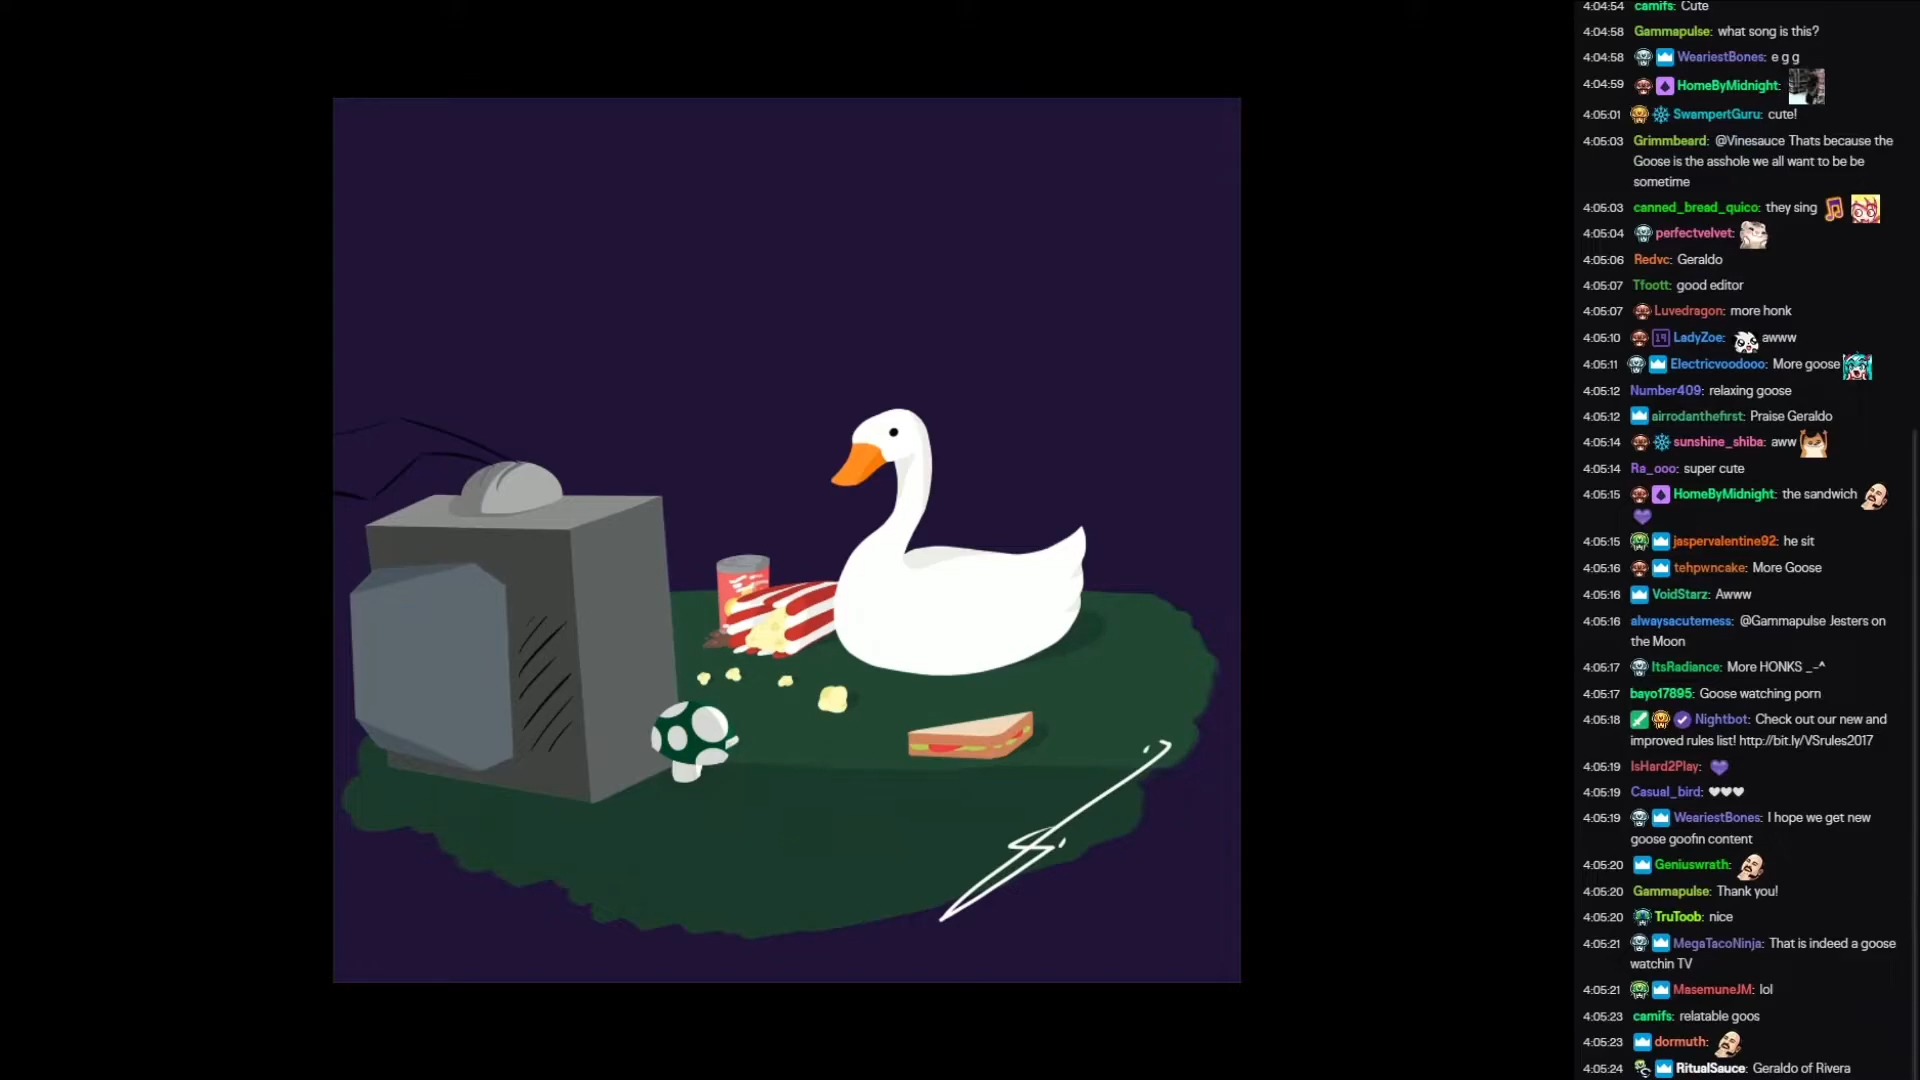 4:04:54 camifs: Cute
4:04:58 Gammapulse: what song is this?
4:04:58 WeariestBones: e g g
4:04:59 HomeByMidnight:
4:05:01 SwampertGuru: cute!
4:05:03 Grimmbeard: @Vinesauce Thats because the
Goose is the asshole we all want to be be
sometime
4:05:03 canned_bread_quico: they sing
4:05:04 perfectvelvet:
4:05:06 Redvc: Geraldo
4:05:07 Tfoott: good editor
4:05:07 Luvedragon: more honk
4:05:10 19 LadyZoe: awww
4:05:11 Electricvoodooo: More goose
4:05:12 Number409: relaxing goose
4:05:12 airrodanthefirst: Praise Geraldo
4:05:14 sunshine_shiba: aww
4:05:14 Ra_ooo: super cute
4:05:15 HomeByMidnight: the sandwich
4:05:15 jaspervalentine92: he sit
4:05:16 tehpwncake: More Goose
4:05:16 VoidStarz: Awww
4:05:16 alwaysacutemess: @Gammapulse Jesters on
the Moon
4:05:17 ItsRadiance: More HONKS _-^
4:05:17 bayo17895: Goose watching porn
4:05:18 Nightbot: Check out our new and
improved rules list! http://bit.ly/VSrules2017
4:05:19 IsHard2Play:
4:05:19 Casual_bird: ♥♥♥
4:05:19 WeariestBones: I hope we get new
goose goofin content
4:05:20 Geniuswrath:
4:05:20 Gammapulse: Thank you!
4:05:20 TruToob: nice
4:05:21 MegaTacoNinja: That is indeed a goose
watchin TV
4:05:21 MasemuneJM: lol
4:05:23 camifs: relatable goos
4:05:23 dormuth:
4:05:24 RitualSauce: Geraldo of Rivera